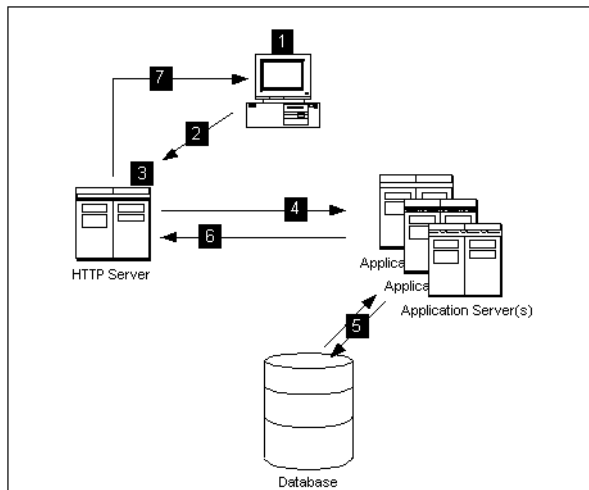 1
7
2
3
4
6
HTTP Server
Applica
Applica
Application Server(s)
5
Database